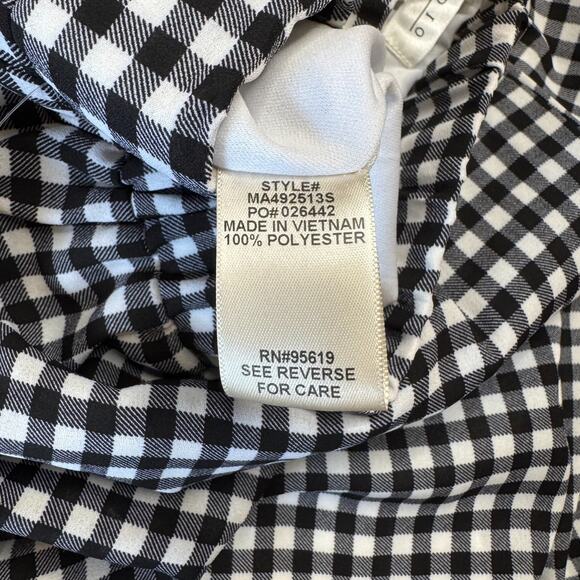 STYLE#
MA492513S
PO# 026442
MADE IN VIETNAM
100% POLYESTER
RN#95619
SEE REVERSE
FOR CARE